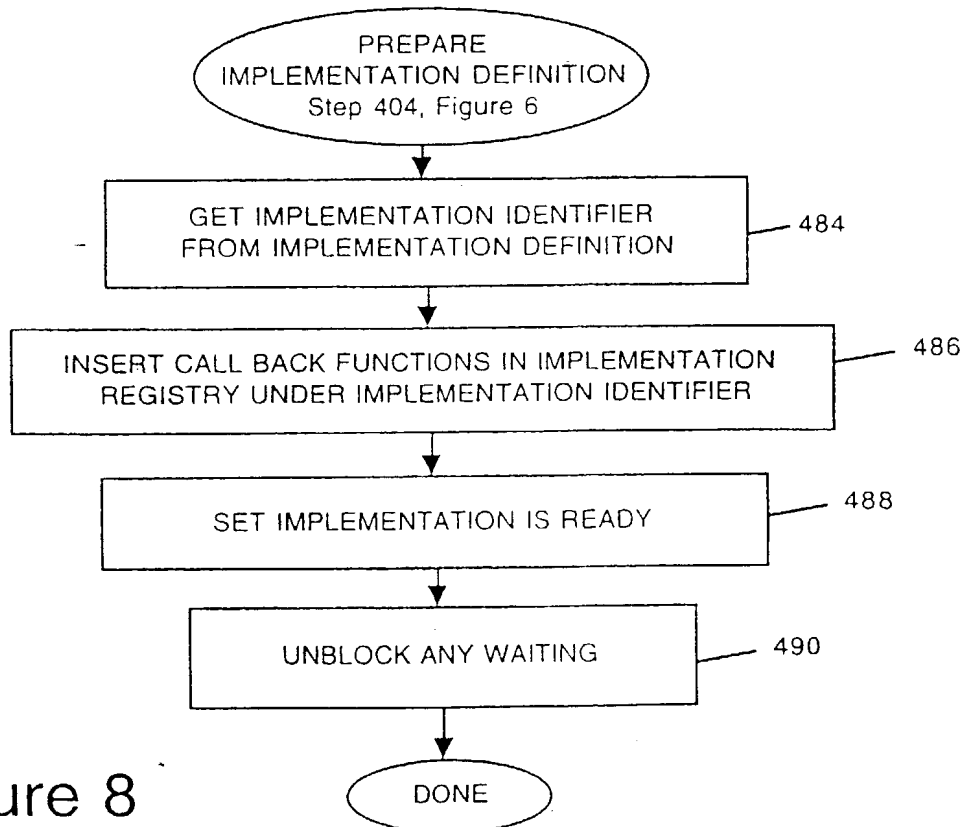 PREPARE
IMPLEMENTATION DEFINITION
Step 404, Figure 6
GET IMPLEMENTATION IDENTIFIER
FROM IMPLEMENTATION DEFINITION
484
INSERT CALL BACK FUNCTIONS IN IMPLEMENTATION
REGISTRY UNDER IMPLEMENTATION IDENTIFIER
486
SET IMPLEMENTATION IS READY
488
UNBLOCK ANY WAITING
490
DONE
ure 8